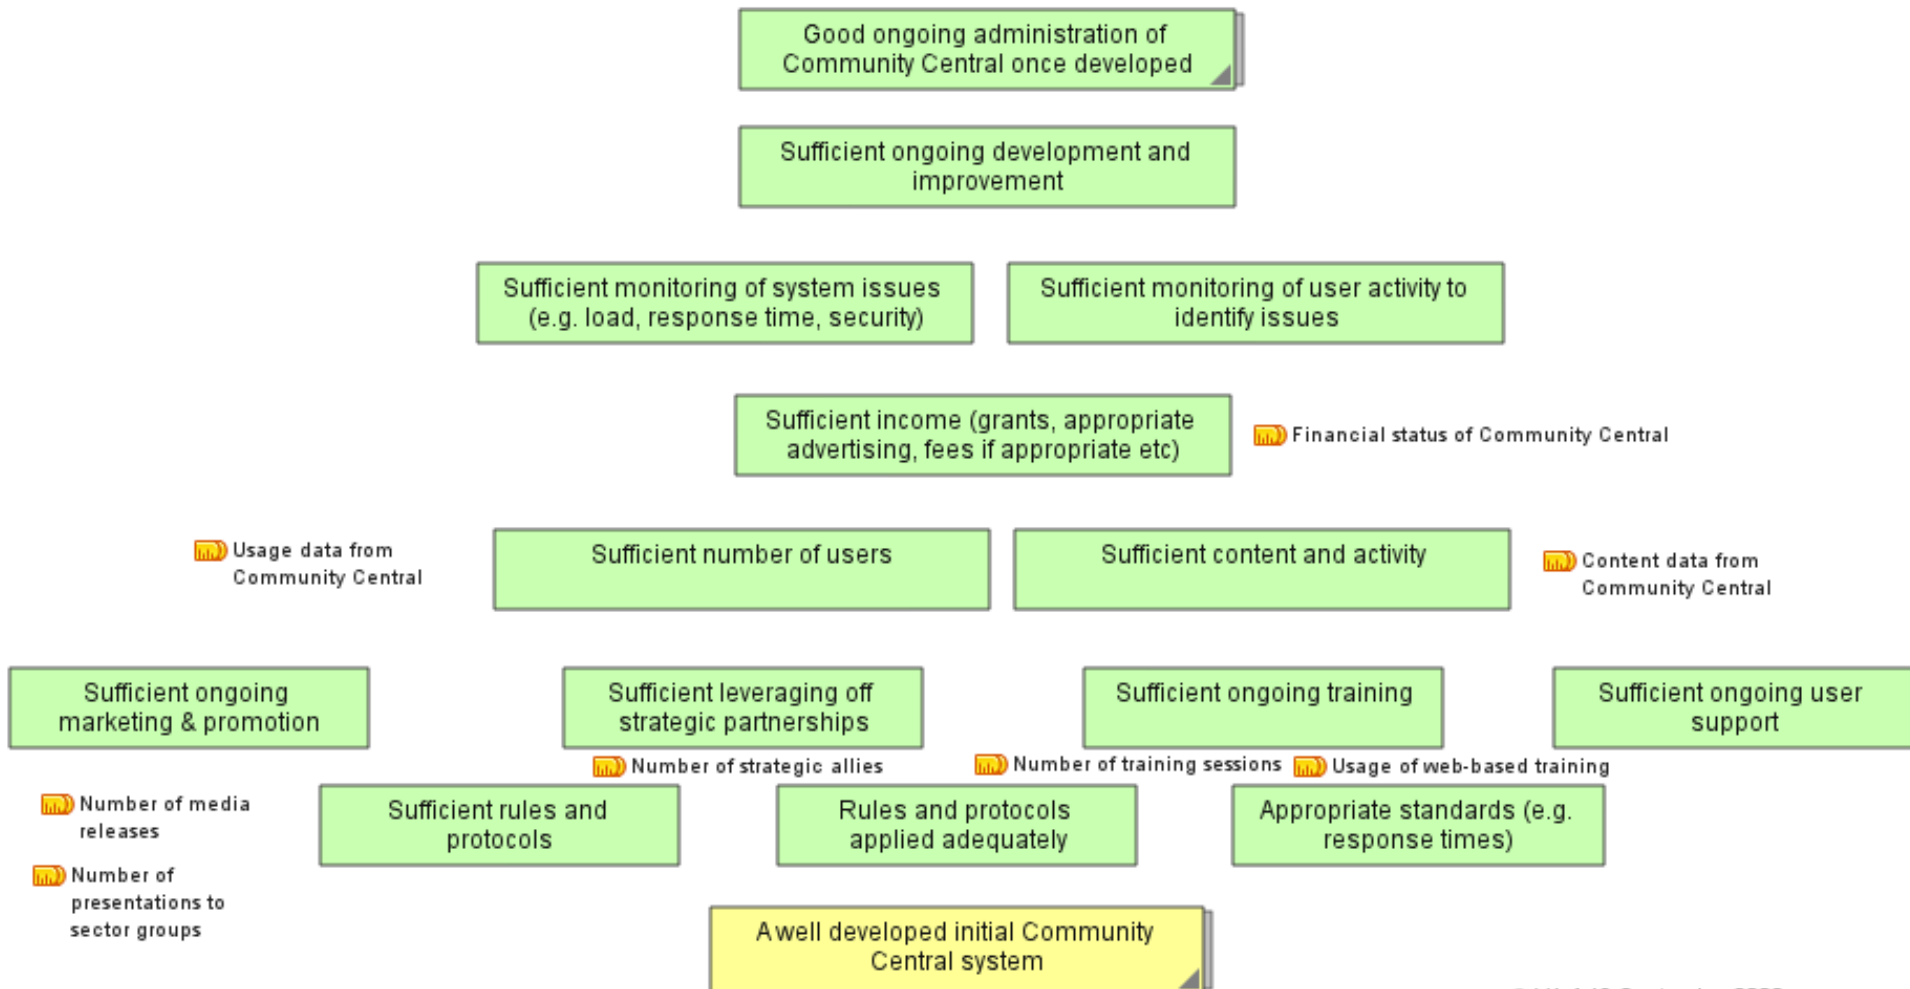 Good ongoing administration of
Community Central once developed
Sufficient ongoing development and
improvement
Sufficient monitoring of system issues
(e.g. load, response time, security)
Sufficient monitoring of user activity to
identify issues
Sufficient income (grants, appropriate
advertising, fees if appropriate etc)
Financial status of Community Central
Usage data from
Community Central
Sufficient number of users
Sufficient content and activity
Content data from
Community Central
Sufficient ongoing
marketing & promotion
Sufficient leveraging off
strategic partnerships
Sufficient ongoing training
Sufficient ongoing user
support
Number of strategic allies
Number of training sessions
Usage of web-based training
Number of media
releases
Sufficient rules and
protocols
Rules and protocols
applied adequately
Appropriate standards (e.g.
response times)
Number of
presentations to
sector groups
A well developed initial Community
Central system